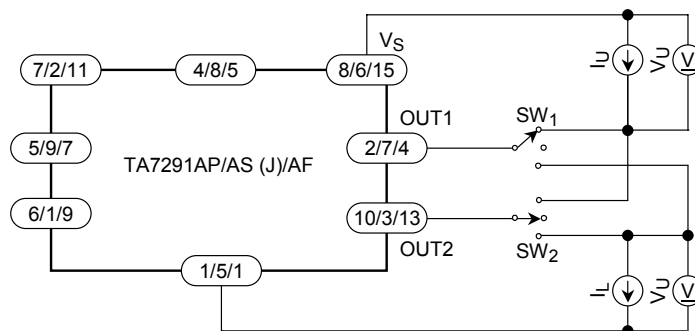 VS
7/2/11
4/8/5
8/6/15
IU
VU
V
OUT1
SW1
5/9/7
TA7291AP/AS (J)/AF
2/7/4
6/1/9
10/3/13
OUT2
SW2
1/5/1
IL
VU
V